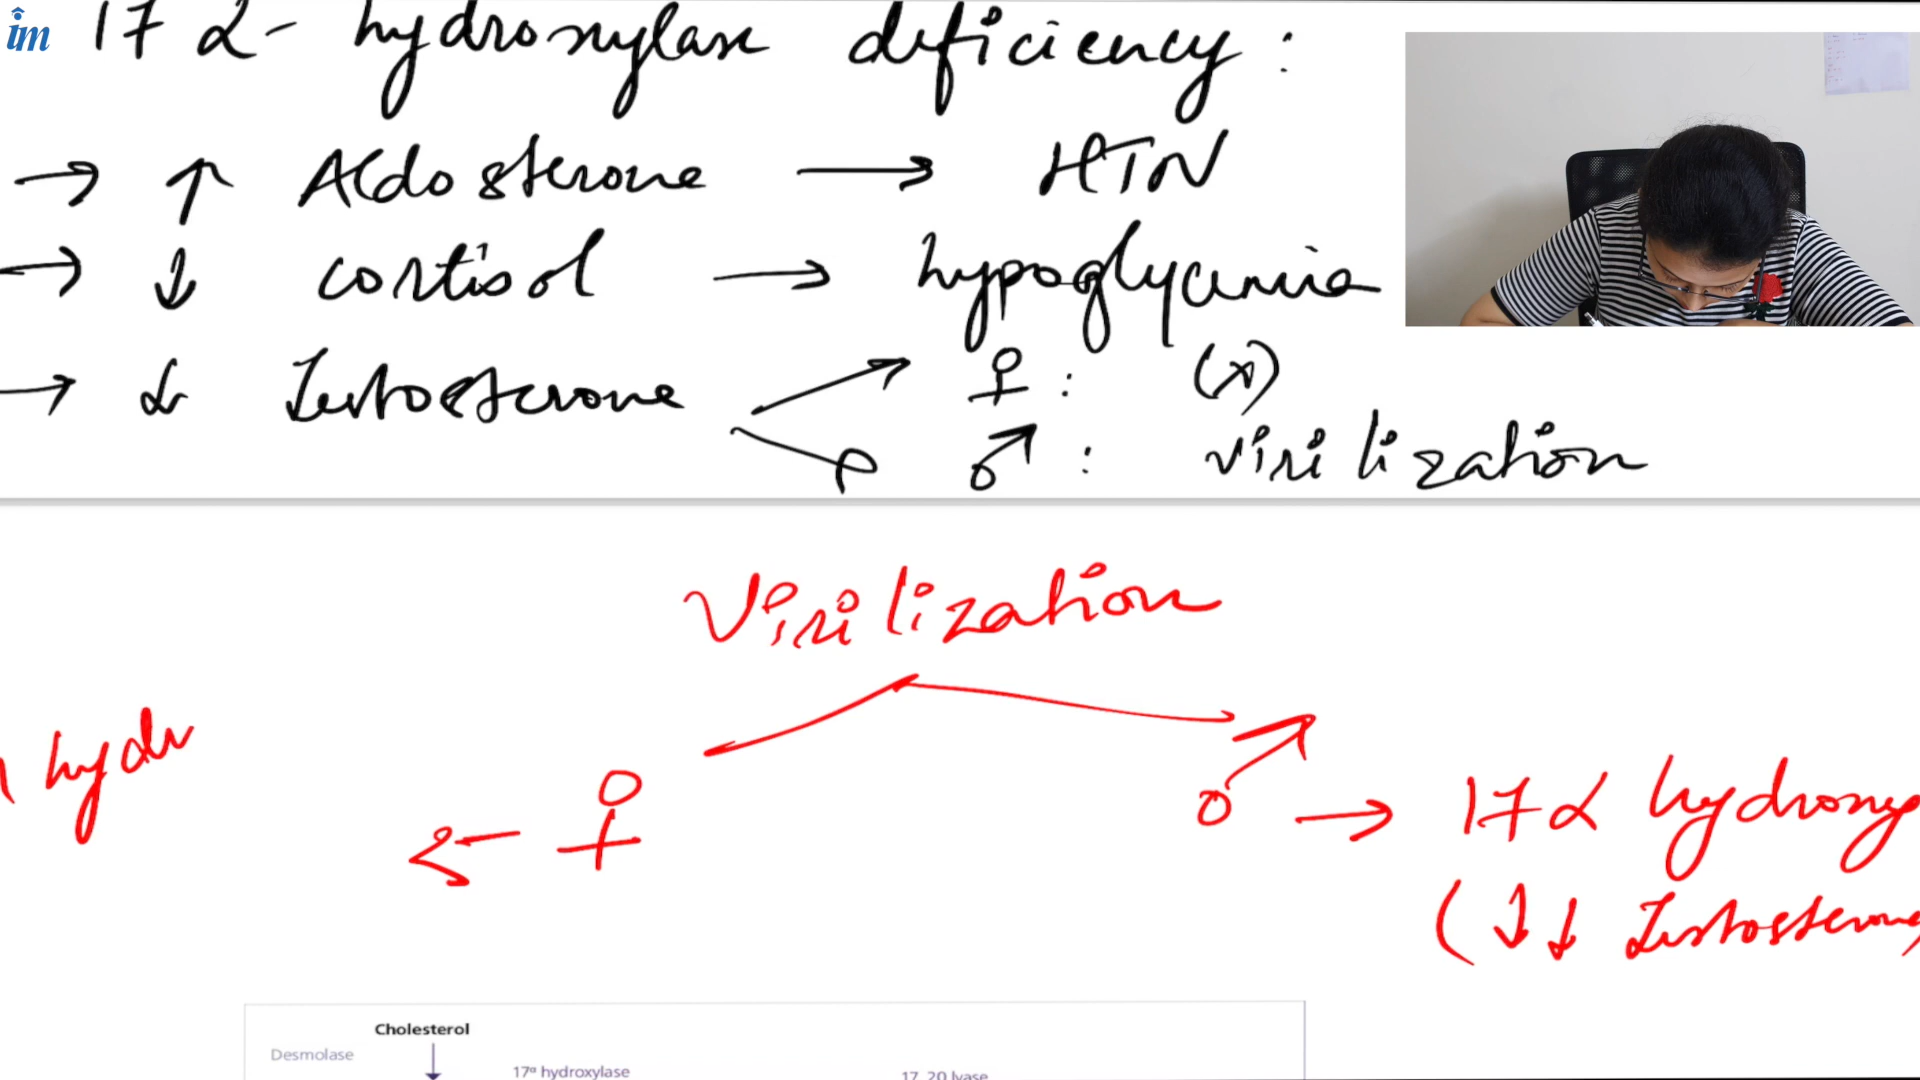 im
17 α- hydroxylase deficiency :
→ ↑ Aldosterone → HTN
→ ↓ cortisol → hypoglycemia
→ ↓ Testosterone ♀ : (x)
♂ : virilization
Virilization
hydr ← ♀ ♂ → 17 α hydroxy
(↓↓ Testosterone)
Cholesterol
Desmolase
17α hydroxylase 17, 20 lyase